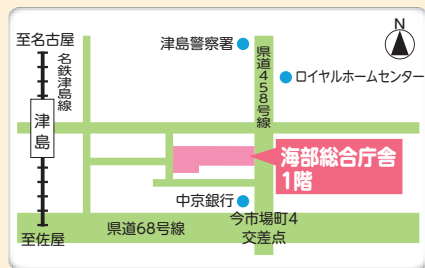 至名古屋
名鉄津島線
津島
至佐屋
津島警察署
県道458号線
N
ロイヤルホームセンター
海部総合庁舎
1階
中京銀行
今市場町4
交差点
県道68号線